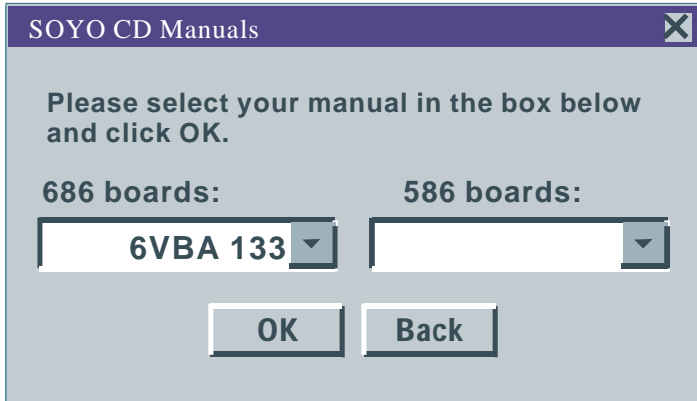 SOYO CD Manuals
Please select your manual in the box below
and click OK.
686 boards: 586 boards:
6VBA 133
OK Back